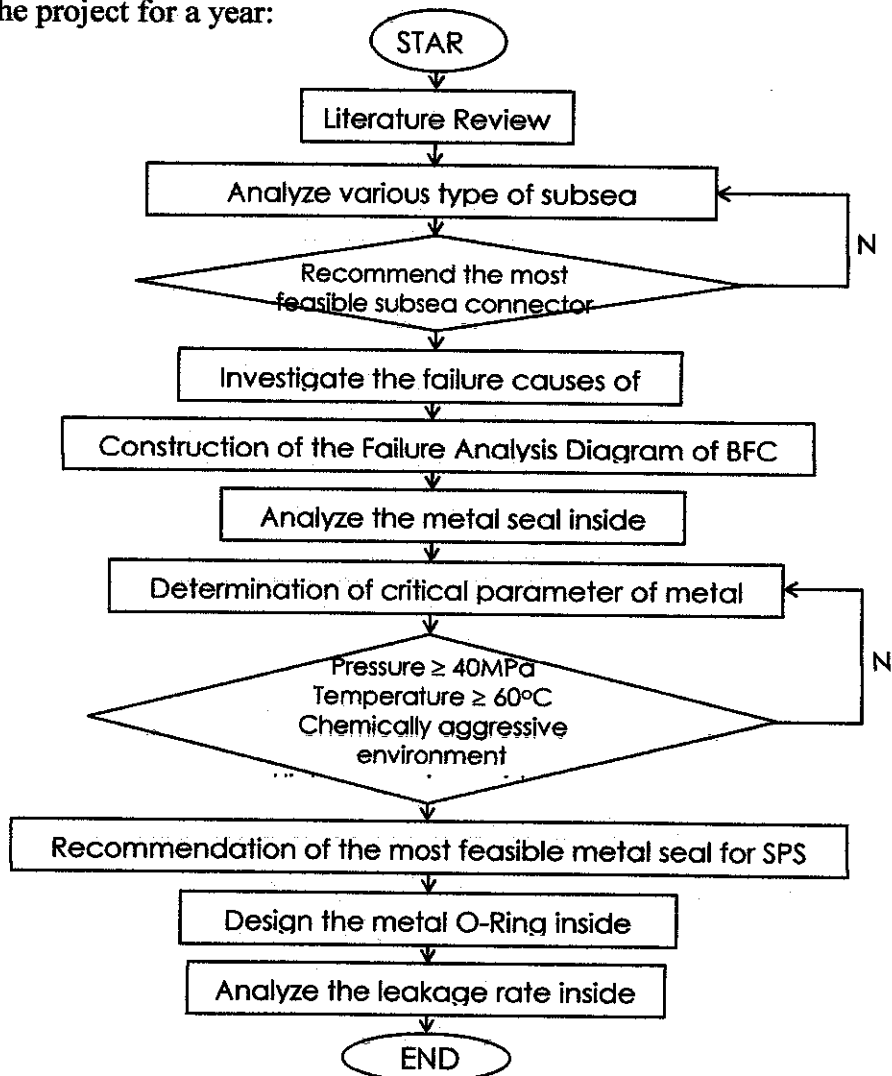 he project for a year:
STAR
Literature Review
Analyze various type of subsea
N
Recommend the most
feasible subsea connector
Investigate the failure causes of
Construction of the Failure Analysis Diagram of BFC
Analyze the metal seal inside
Determination of critical parameter of metal
N
Pressure ≥ 40MPa
Temperature ≥ 60°C
Chemically aggressive
environment
Recommendation of the most feasible metal seal for SPS
Design the metal O-Ring inside
Analyze the leakage rate inside
END